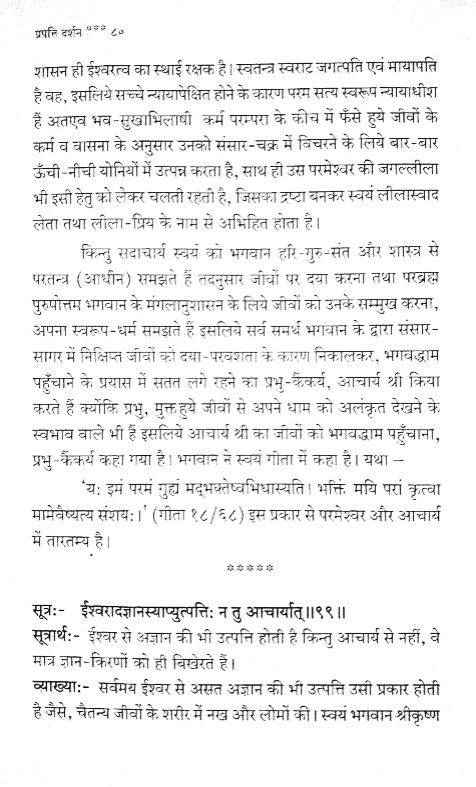 प्रपत्ति दर्शन *** ८०
शासन ही ईश्वरत्व का स्थाई रक्षक है। स्वतन्त्र स्वराट जगत्पति एवं मायापति
है वह, इसलिये सच्चे न्यायापेक्षित होने के कारण परम सत्य स्वरूप न्यायाधीश
हैं अतएव भव-सुखाभिलाषी कर्म परम्परा के कीच में फँसे हुये जीवों के
कर्म व वासना के अनुसार उनको संसार-चक्र में विचरने के लिये बार-बार
ऊँची-नीची योनियों में उत्पन्न करता है, साथ ही उस परमेश्वर की जगल्लीला
भी इसी हेतु को लेकर चलती रहती है, जिसका द्रष्टा बनकर स्वयं लीलास्वाद
लेता तथा लीला-प्रिय के नाम से अभिहित होता है।
किन्तु सदाचार्य स्वयं को भगवान हरि-गुरु-संत और शास्त्र से
परतन्त्र (आधीन) समझते हैं तदनुसार जीवों पर दया करना तथा परब्रह्म
पुरुपोत्तम भगवान के मंगलानुशासन के लिये जीवों को उनके सम्मुख करना,
अपना स्वरूप-धर्म समझते हैं इसलिये सर्व समर्थ भगवान के द्वारा संसार-
सागर में निक्षिप्त जीवों को दया-परवशता के कारण निकालकर, भगवद्धाम
पहुँचाने के प्रयास में सतत लगे रहने का प्रभु-कैंकर्य, आचार्य श्री किया
करते हैं क्योंकि प्रभु, मुक्तहुये जीवों से अपने धाम को अलंकृत देखने के
स्वभाव वाले भी हैं इसलिये आचार्य श्री का जीवों को भगवद्धाम पहुँचाना,
प्रभु-कैंकर्य कहा गया है। भगवान ने स्वयं गीता में कहा है। यथा –
'य: इमं परमं गुह्यं मद्भक्तेष्वभिधास्यति। भक्तिं मयि परां कृत्वा
मामेवैष्यत्य संशय:।' (गीता १८/६८) इस प्रकार से परमेश्वर और आचार्य
में तारतम्य है।
*****
सूत्र:- ईश्वरादज्ञानस्याप्युत्पत्ति: न तु आचार्यात्॥९९॥
सूत्रार्थ:- ईश्वर से अज्ञान की भी उत्पत्ति होती है किन्तु आचार्य से नहीं, वे
मात्र ज्ञान-किरणों को ही बिखेरते हैं।
व्याख्या:- सर्वमय ईश्वर से असत अज्ञान की भी उत्पत्ति उसी प्रकार होती
है जैसे, चैतन्य जीवों के शरीर में नख और लोमों की। स्वयं भगवान श्रीकृष्ण